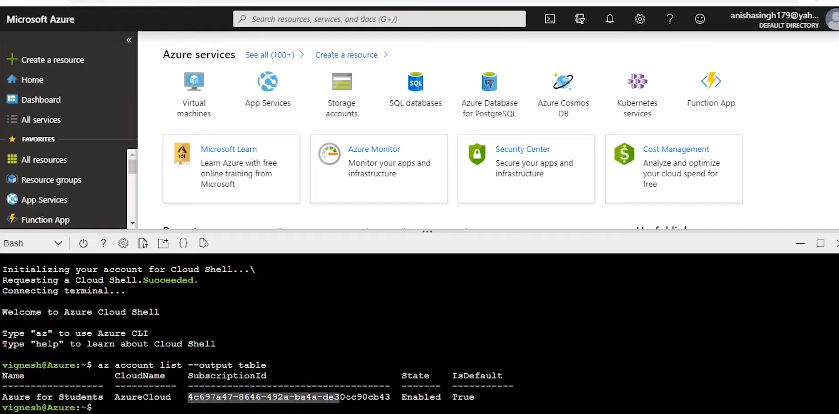 Microsoft Azure
Search resources, services, and docs (G+/)
anishasingh179@yah...
DEFAULT DIRECTORY
«
Create a resource
Home
Dashboard
All services
FAVORITES
All resources
Resource groups
App Services
Function App
Azure services
See all (100+)
Create a resource
Virtual machines
App Services
Storage accounts
SQL databases
Azure Database for PostgreSQL
Azure Cosmos DB
Kubernetes services
Function App
Microsoft Learn
Learn Azure with free
online training from
Microsoft
Azure Monitor
Monitor your apps and
infrastructure
Security Center
Secure your apps and
infrastructure
Cost Management
Analyze and optimize
your cloud spend for
free
Bash
Initializing your account for Cloud Shell...\
Requesting a Cloud Shell.Succeeded.
Connecting terminal...
Welcome to Azure Cloud Shell
Type "az" to use Azure CLI
Type "help" to learn about Cloud Shell
vignesh@Azure:~$ az account list --output table
Name CloudName SubscriptionId State IsDefault
Azure for Students AzureCloud 4c697a47-8646-492a-ba4a-de30cc90cb43 Enabled True
vignesh@Azure:~$